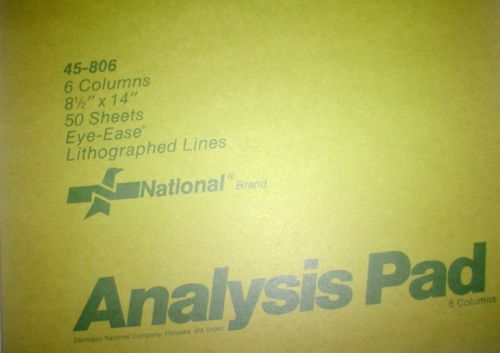 45-806
6 Columns
8½" x 14"
50 Sheets
Eye-Ease®
Lithographed Lines
National® Brand
Analysis Pad
6 Columns
Dennison National Company, Holyoke, MA 01041